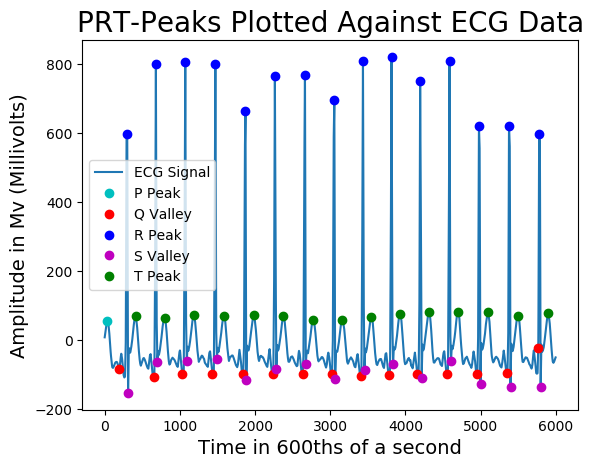 PRT-Peaks Plotted Against ECG Data
Amplitude in Mv (Millivolts)
800
600
400
200
0
−200
ECG Signal
P Peak
Q Valley
R Peak
S Valley
T Peak
0 1000 2000 3000 4000 5000 6000
Time in 600ths of a second